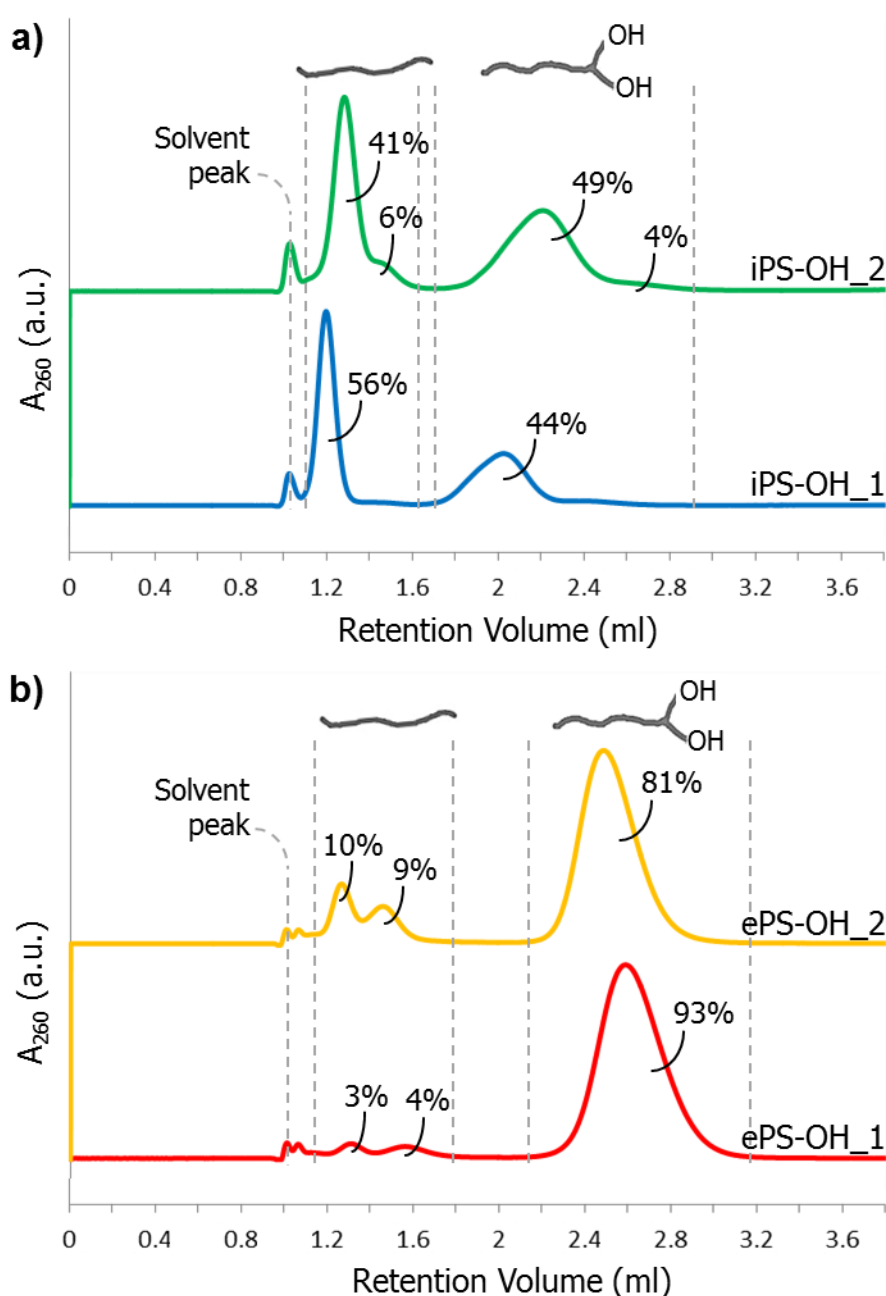 a)
OH
OH
Solvent
peak
41%
6%
49%
4%
iPS-OH_2
56%
44%
iPS-OH_1
A260 (a.u.)
0 0.4 0.8 1.2 1.6 2 2.4 2.8 3.2 3.6
Retention Volume (ml)
b)
OH
OH
Solvent
peak
10%
9%
81%
ePS-OH_2
3%
4%
93%
ePS-OH_1
A260 (a.u.)
0 0.4 0.8 1.2 1.6 2 2.4 2.8 3.2 3.6
Retention Volume (ml)